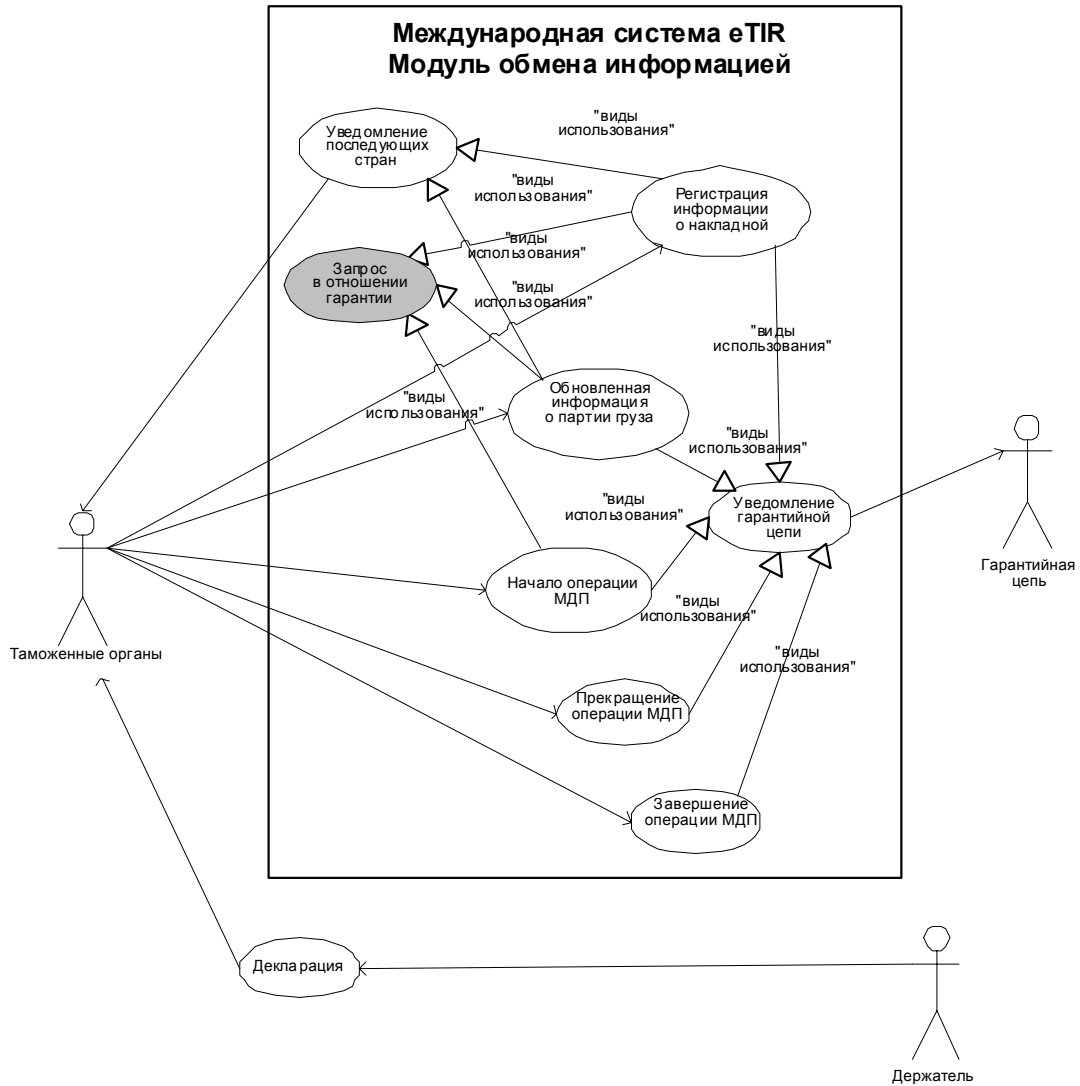 Международная система eTIR
Модуль обмена информацией
Уведомление
последующих
стран
"виды
использования"
"виды
использования"
Регистрация
информации
о накладной
"виды
использования"
Запрос
в отношении
гарантии
"виды
использования"
"виды
использования"
Обновленная
информация
о партии груза
"виды
использования"
"виды
использования"
"виды
использования"
Уведомление
гарантийной
цепи
Гарантийная
цепь
Начало операции
МДП
"виды
использования"
Таможенные органы
"виды
использования"
Прекращение
операции МДП
Завершение
операции МДП
Декларация
Держатель